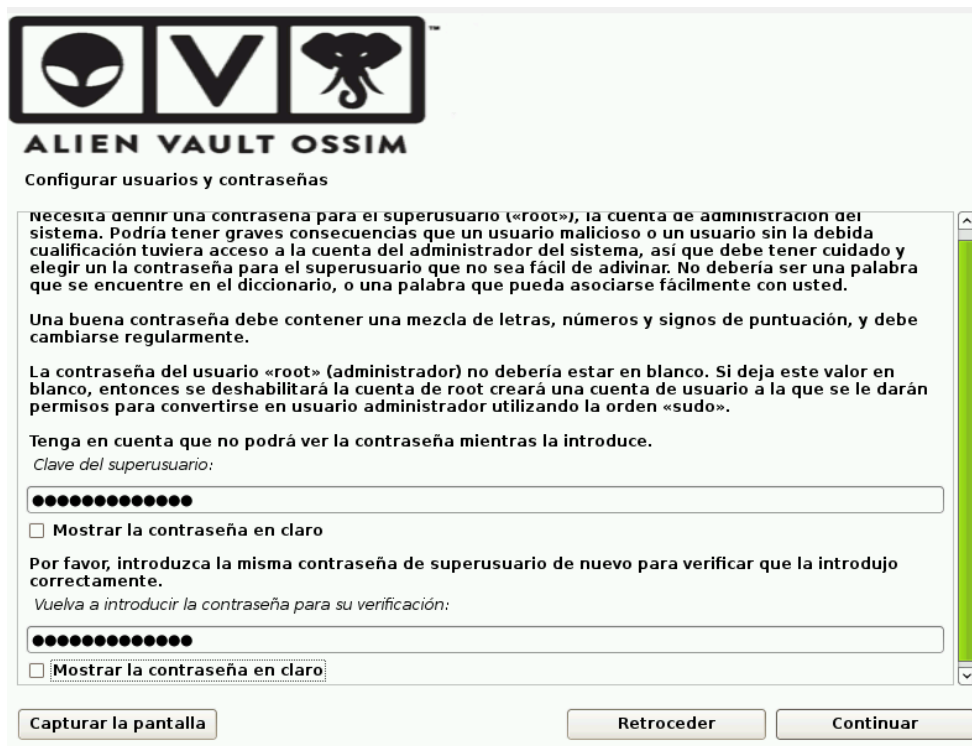 OV
™
ALIEN VAULT OSSIM
Configurar usuarios y contraseñas
Necesita definir una contraseña para el superusuario («root»), la cuenta de administración del
sistema. Podría tener graves consecuencias que un usuario malicioso o un usuario sin la debida
cualificación tuviera acceso a la cuenta del administrador del sistema, así que debe tener cuidado y
elegir un la contraseña para el superusuario que no sea fácil de adivinar. No debería ser una palabra
que se encuentre en el diccionario, o una palabra que pueda asociarse fácilmente con usted.
Una buena contraseña debe contener una mezcla de letras, números y signos de puntuación, y debe
cambiarse regularmente.
La contraseña del usuario «root» (administrador) no debería estar en blanco. Si deja este valor en
blanco, entonces se deshabilitará la cuenta de root creará una cuenta de usuario a la que se le darán
permisos para convertirse en usuario administrador utilizando la orden «sudo».
Tenga en cuenta que no podrá ver la contraseña mientras la introduce.
Clave del superusuario:
●●●●●●●●●●●●●
Mostrar la contraseña en claro
Por favor, introduzca la misma contraseña de superusuario de nuevo para verificar que la introdujo
correctamente.
Vuelva a introducir la contraseña para su verificación:
●●●●●●●●●●●●●
Mostrar la contraseña en claro
Capturar la pantalla
Retroceder
Continuar